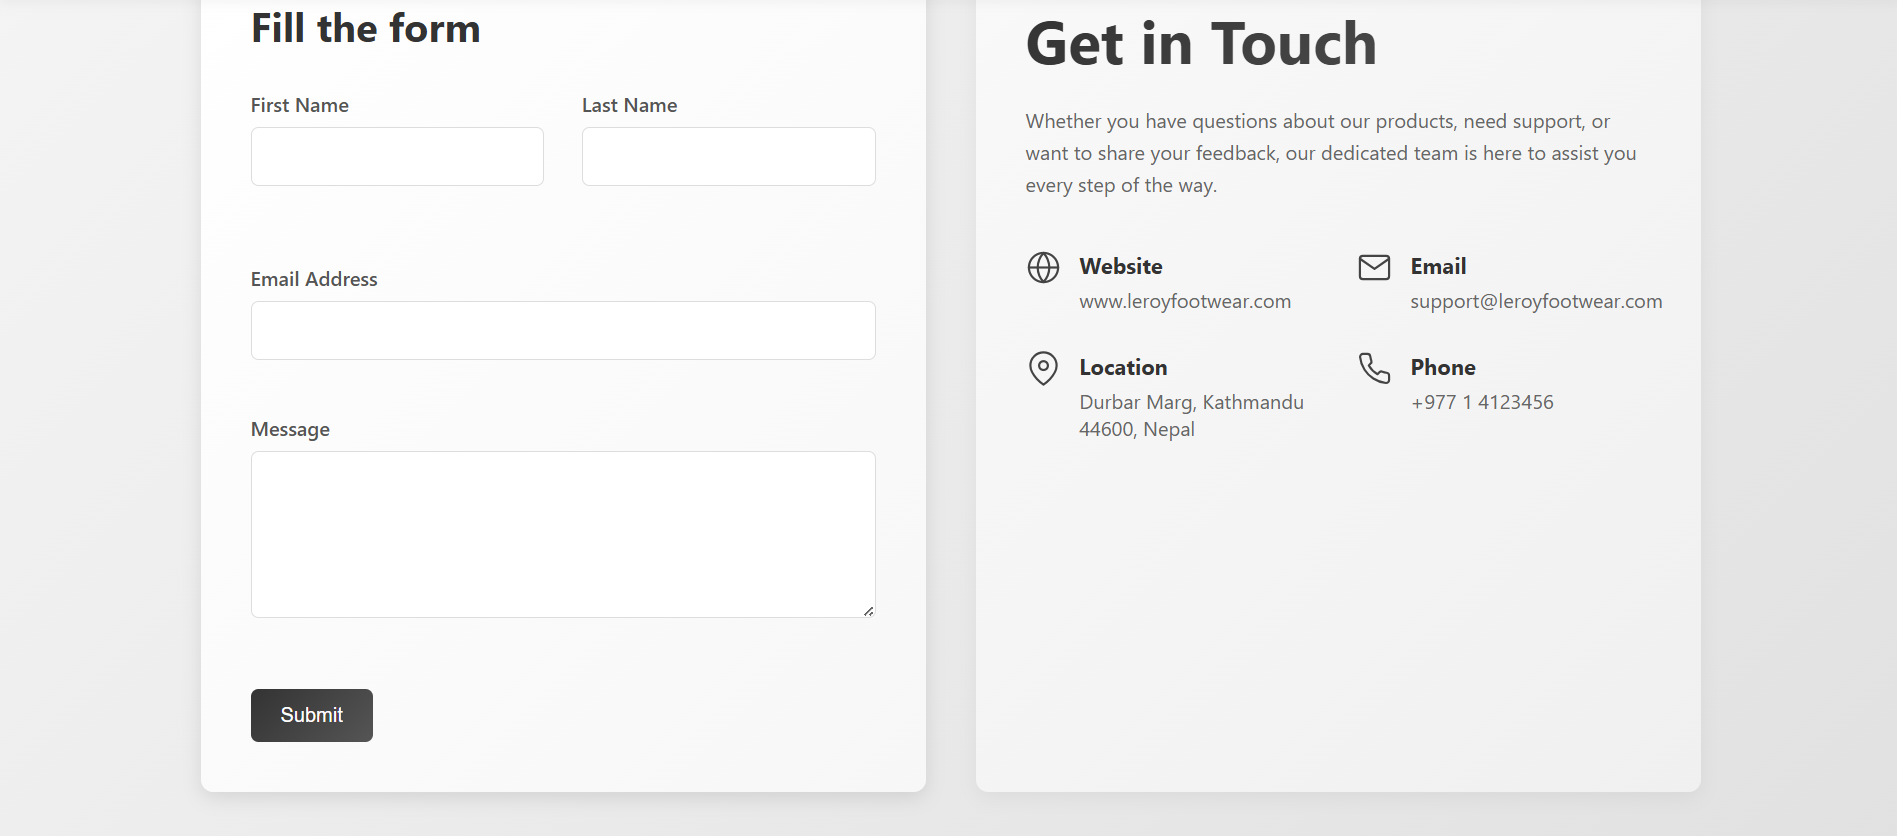 Fill the form
First Name
Last Name
Email Address
Message
Submit
Get in Touch
Whether you have questions about our products, need support, or
want to share your feedback, our dedicated team is here to assist you
every step of the way.
Website
www.leroyfootwear.com
Email
support@leroyfootwear.com
Location
Durbar Marg, Kathmandu
44600, Nepal
Phone
+977 1 4123456